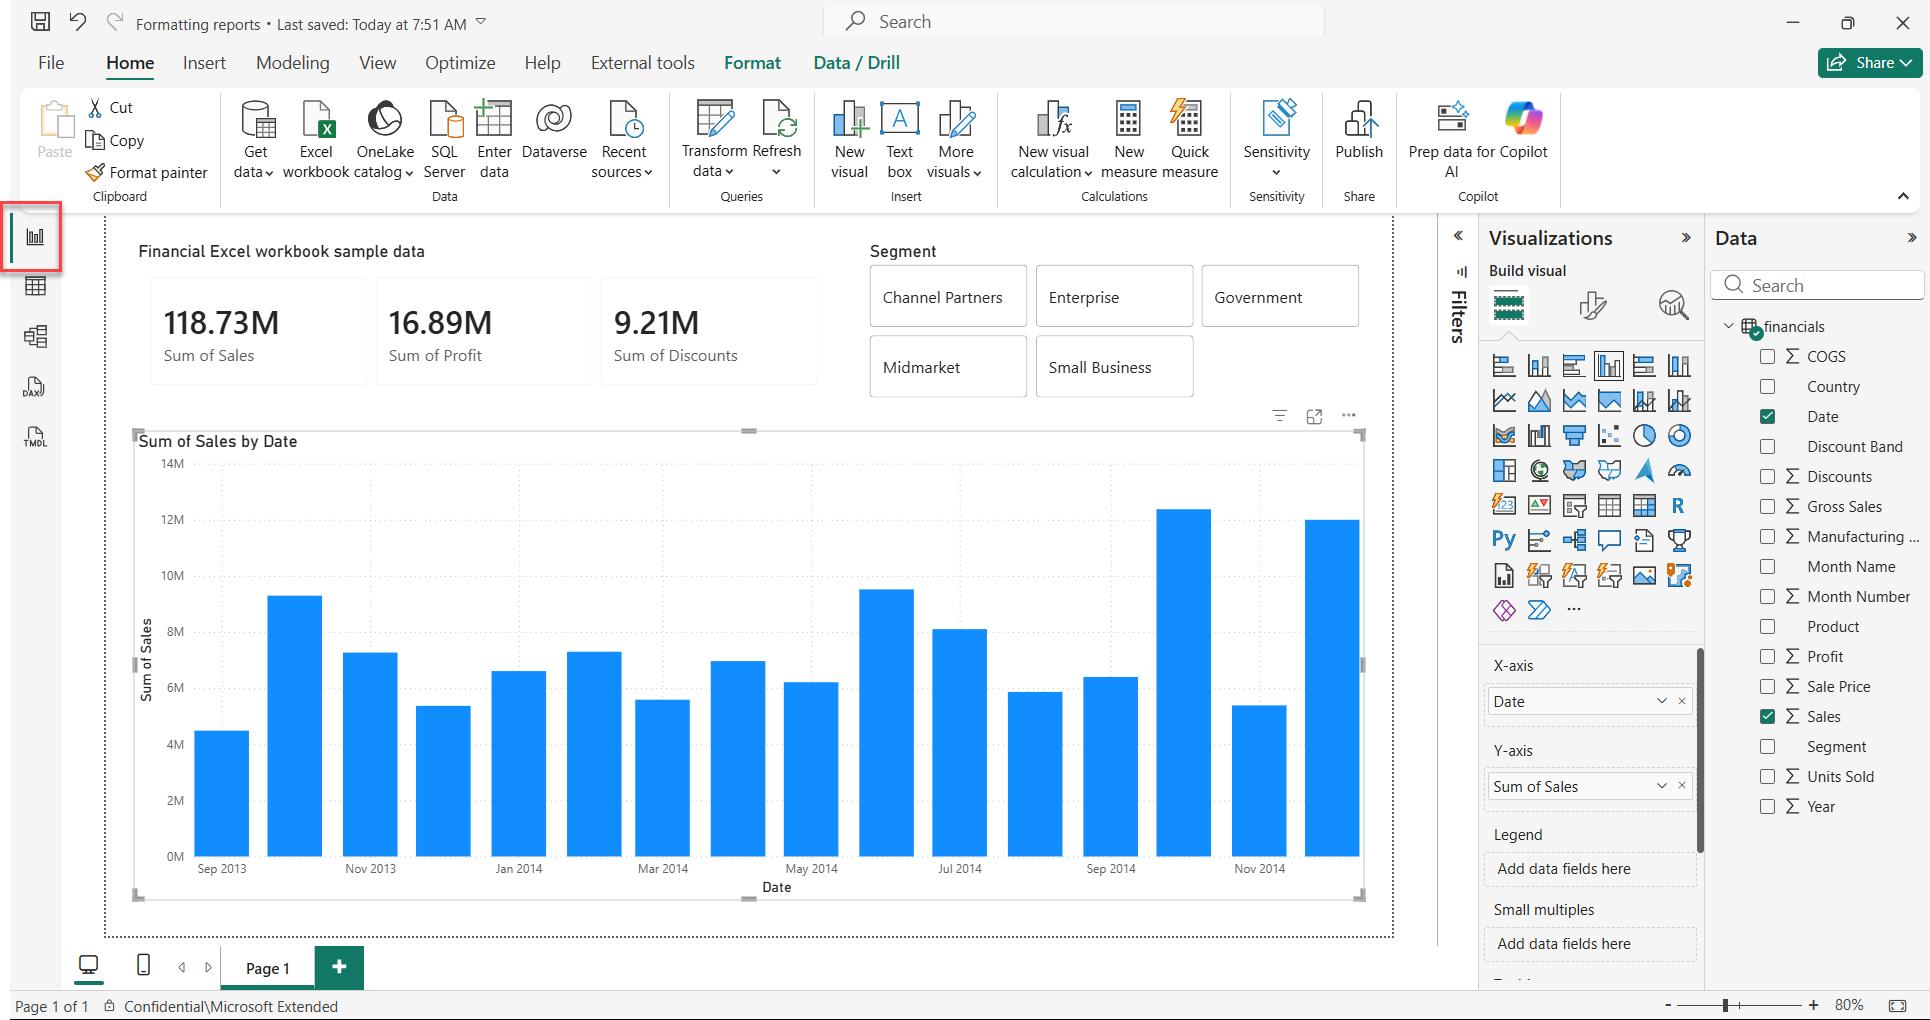 Formatting reports • Last saved: Today at 7:51 AM
Search
File Home Insert Modeling View Optimize Help External tools Format Data / Drill
Share
Paste
Cut
Copy
Format painter
Clipboard
Get data
Excel workbook
OneLake catalog
SQL Server
Enter data
Dataverse
Recent sources
Data
Transform data
Refresh
Queries
New visual
Text box
More visuals
Insert
New visual calculation
New measure
Quick measure
Calculations
Sensitivity
Sensitivity
Publish
Share
Prep data for AI
Copilot
Copilot
DAX
TMDL
Financial Excel workbook sample data
118.73M
Sum of Sales
16.89M
Sum of Profit
9.21M
Sum of Discounts
Segment
Channel Partners
Enterprise
Government
Midmarket
Small Business
Sum of Sales by Date
14M
12M
10M
8M
6M
4M
2M
0M
Sum of Sales
Sep 2013 Nov 2013 Jan 2014 Mar 2014 May 2014 Jul 2014 Sep 2014 Nov 2014
Date
Filters
Visualizations
Build visual
123
R
Py
X-axis
Date
Y-axis
Sum of Sales
Legend
Add data fields here
Small multiples
Add data fields here
Data
Search
financials
COGS
Country
Date
Discount Band
Discounts
Gross Sales
Manufacturing ...
Month Name
Month Number
Product
Profit
Sale Price
Sales
Segment
Units Sold
Year
Page 1
Page 1 of 1
Confidential\Microsoft Extended
80%